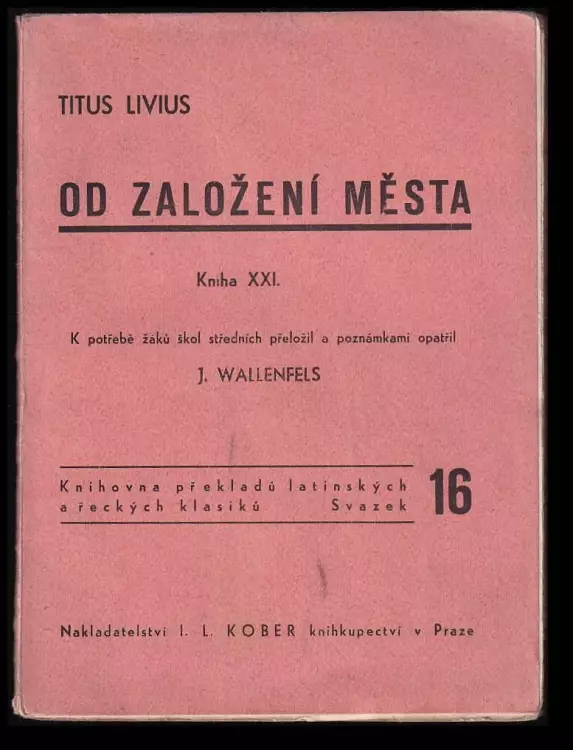 TITUS LIVIUS
OD ZALOŽENÍ MĚSTA
Kniha XXI.
K potřebě žáků škol středních přeložil a poznámkami opatřil
J. WALLENFELS
Knihovna překladů latinských
a řeckých klasiků Svazek
16
Nakladatelství I. L. KOBER knihkupectví v Praze